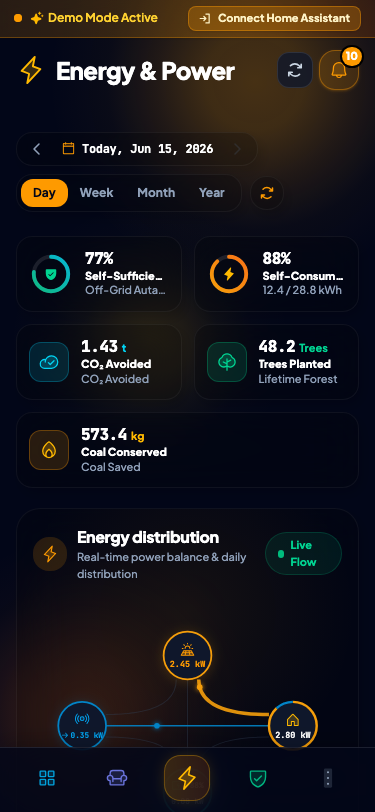 Demo Mode Active
Connect Home Assistant
Energy & Power
10
Today, Jun 15, 2026
Day Week Month Year
77%
Self-Sufficie...
Off-Grid Auta...
88%
Self-Consum...
12.4 / 28.8 kWh
1.43 t
CO₂ Avoided
CO₂ Avoided
48.2 Trees
Trees Planted
Lifetime Forest
573.4 kg
Coal Conserved
Coal Saved
Energy distribution
Real-time power balance & daily
distribution
Live
Flow
2.45 kW
→ 0.35 kW
2.80 kW